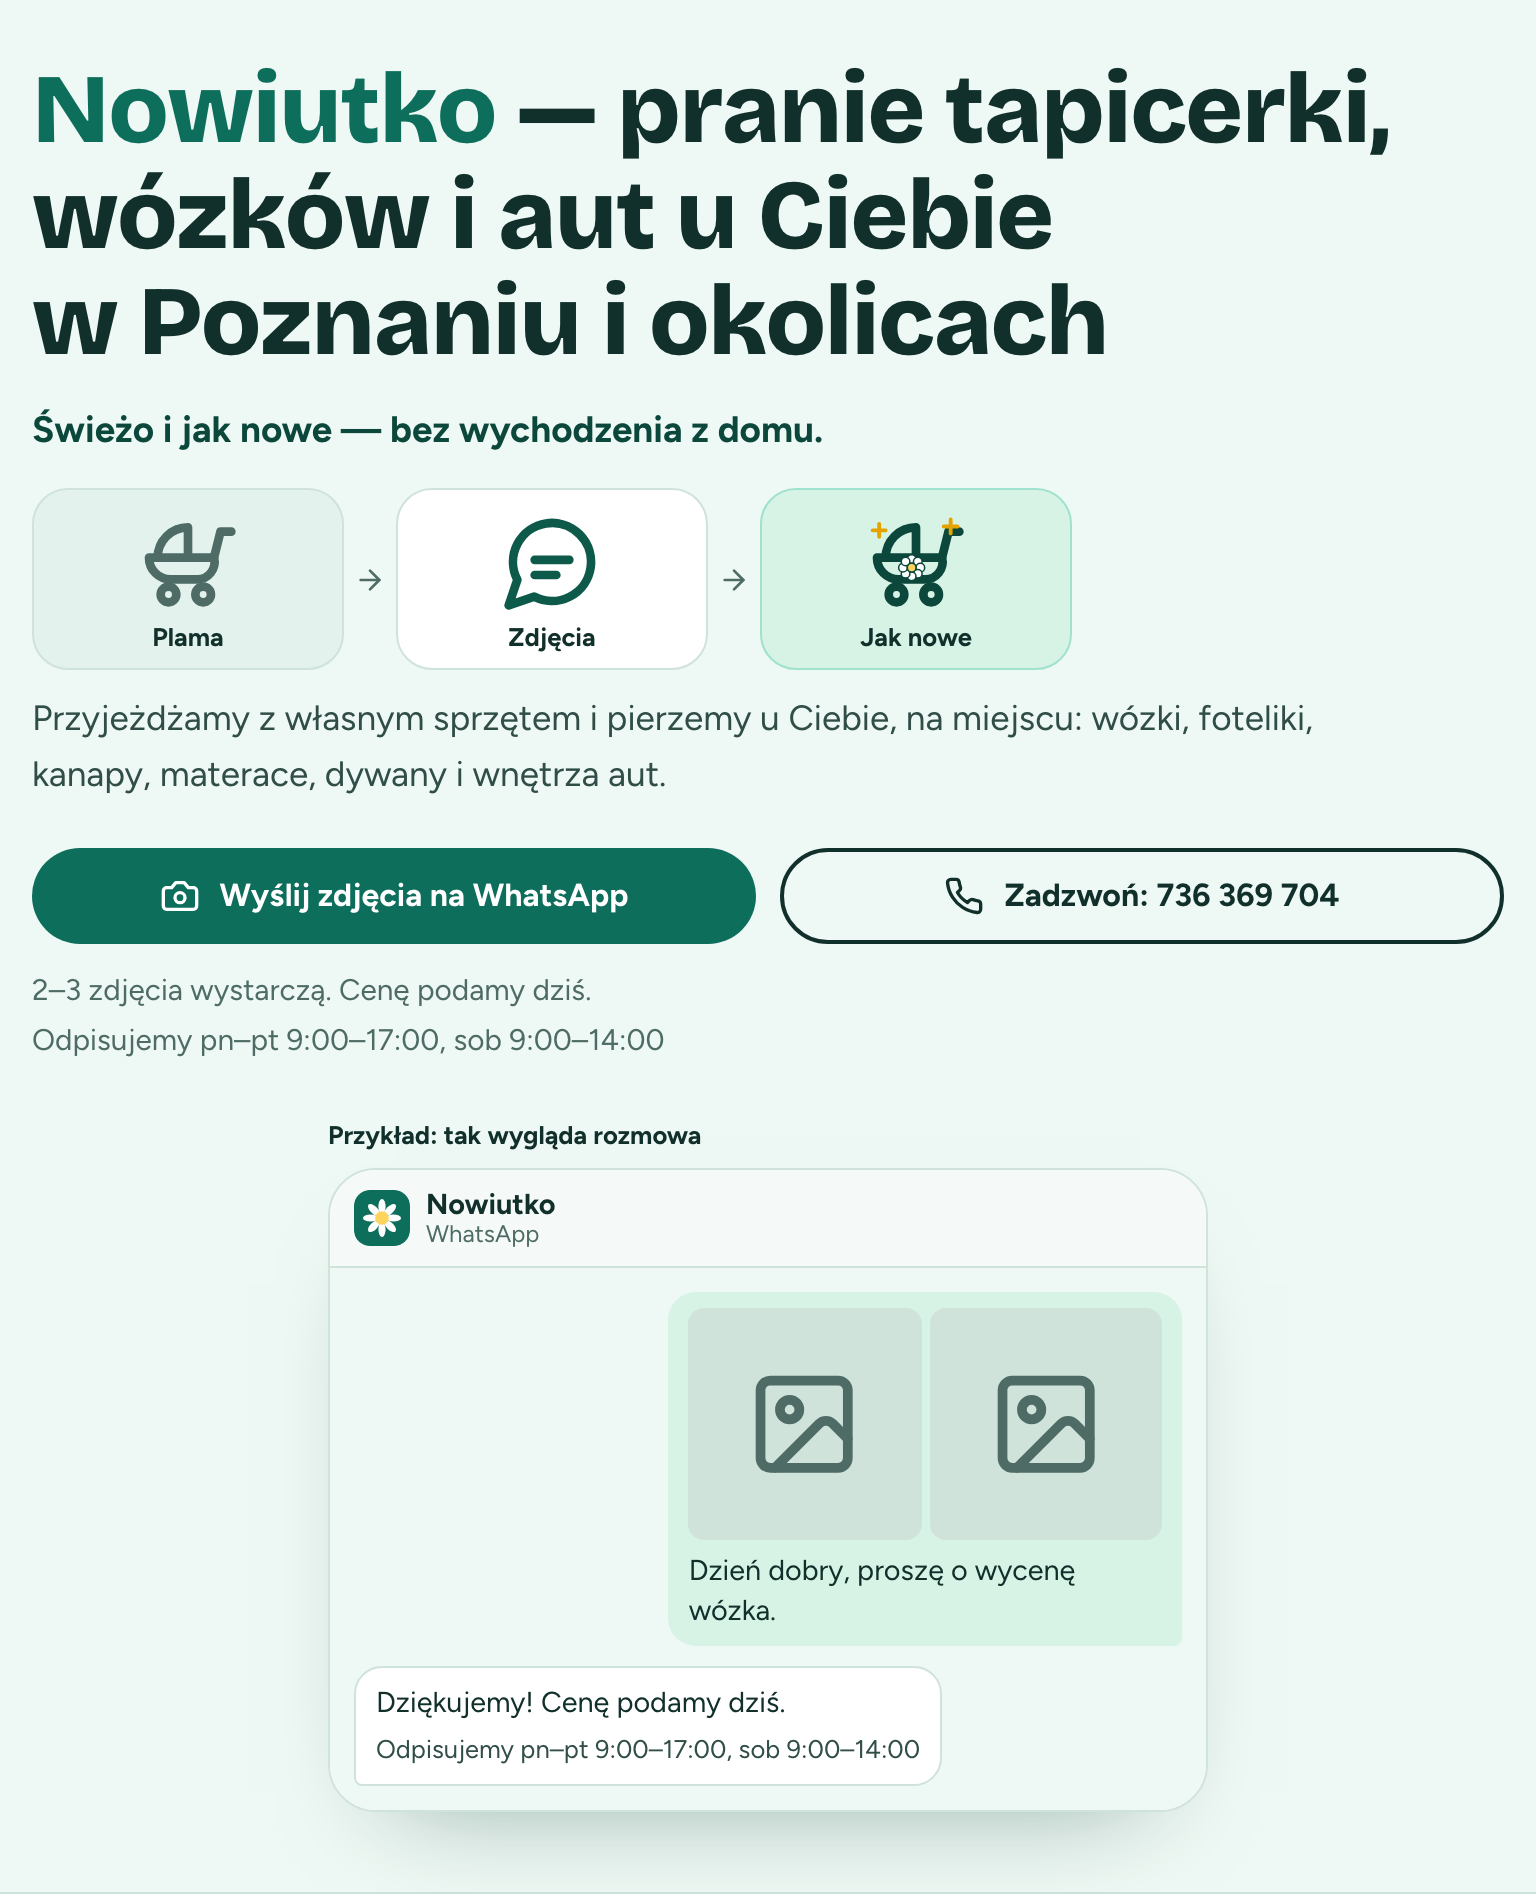 Nowiutko — pranie tapicerki,
wózków i aut u Ciebie
w Poznaniu i okolicach
Świeżo i jak nowe — bez wychodzenia z domu.
Plama
Zdjęcia
Jak nowe
Przyjeżdżamy z własnym sprzętem i pierzemy u Ciebie, na miejscu: wózki, foteliki,
kanapy, materace, dywany i wnętrza aut.
Wyślij zdjęcia na WhatsApp
Zadzwoń: 736 369 704
2–3 zdjęcia wystarczą. Cenę podamy dziś.
Odpisujemy pn–pt 9:00–17:00, sob 9:00–14:00
Przykład: tak wygląda rozmowa
Nowiutko
WhatsApp
Dzień dobry, proszę o wycenę
wózka.
Dziękujemy! Cenę podamy dziś.
Odpisujemy pn–pt 9:00–17:00, sob 9:00–14:00